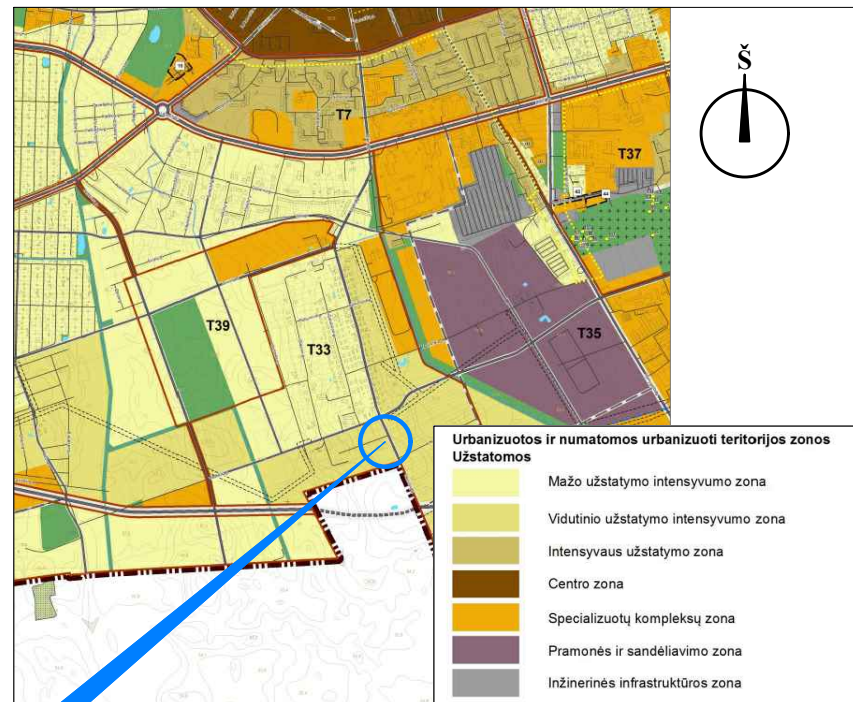 Š
T7
T37
T39
T33
T35
Urbanizuotos ir numatomos urbanizuoti teritorijos zonos
Užstatomos
Mažo užstatymo intensyvumo zona
Vidutinio užstatymo intensyvumo zona
Intensyvaus užstatymo zona
Centro zona
Specializuotų kompleksų zona
Pramonės ir sandėliavimo zona
Inžinerinės infrastruktūros zona